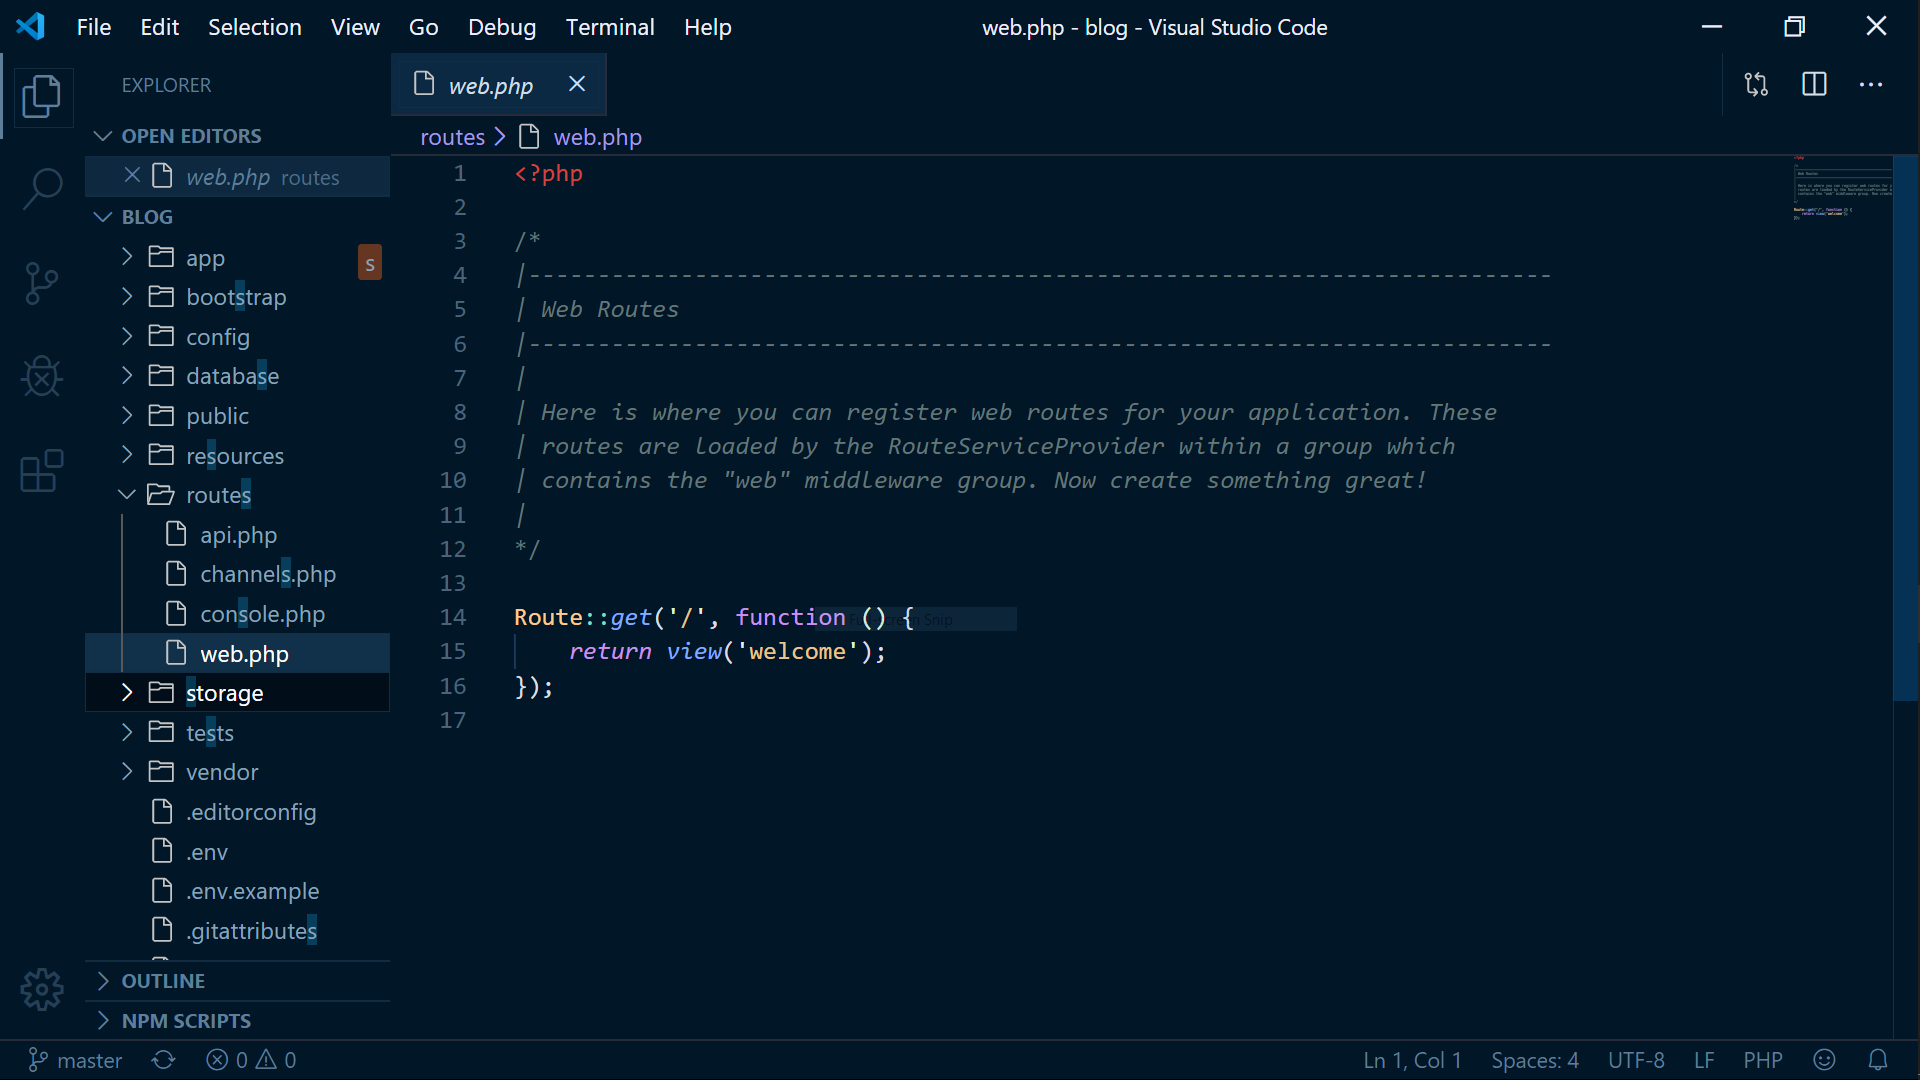 File Edit Selection View Go Debug Terminal Help
web.php - blog - Visual Studio Code
EXPLORER
OPEN EDITORS
web.php routes
BLOG
app
s
bootstrap
config
database
public
resources
routes
api.php
channels.php
console.php
web.php
storage
tests
vendor
.editorconfig
.env
.env.example
.gitattributes
OUTLINE
NPM SCRIPTS
web.php
routes > web.php
1 <?php
2
3 /*
4 |--------------------------------------------------------------------------
5 | Web Routes
6 |--------------------------------------------------------------------------
7 |
8 | Here is where you can register web routes for your application. These
9 | routes are loaded by the RouteServiceProvider within a group which
10 | contains the "web" middleware group. Now create something great!
11 |
12 */
13
14 Route::get('/', function () {
15     return view('welcome');
16 });
17
master 0 0
Ln 1, Col 1 Spaces: 4 UTF-8 LF PHP